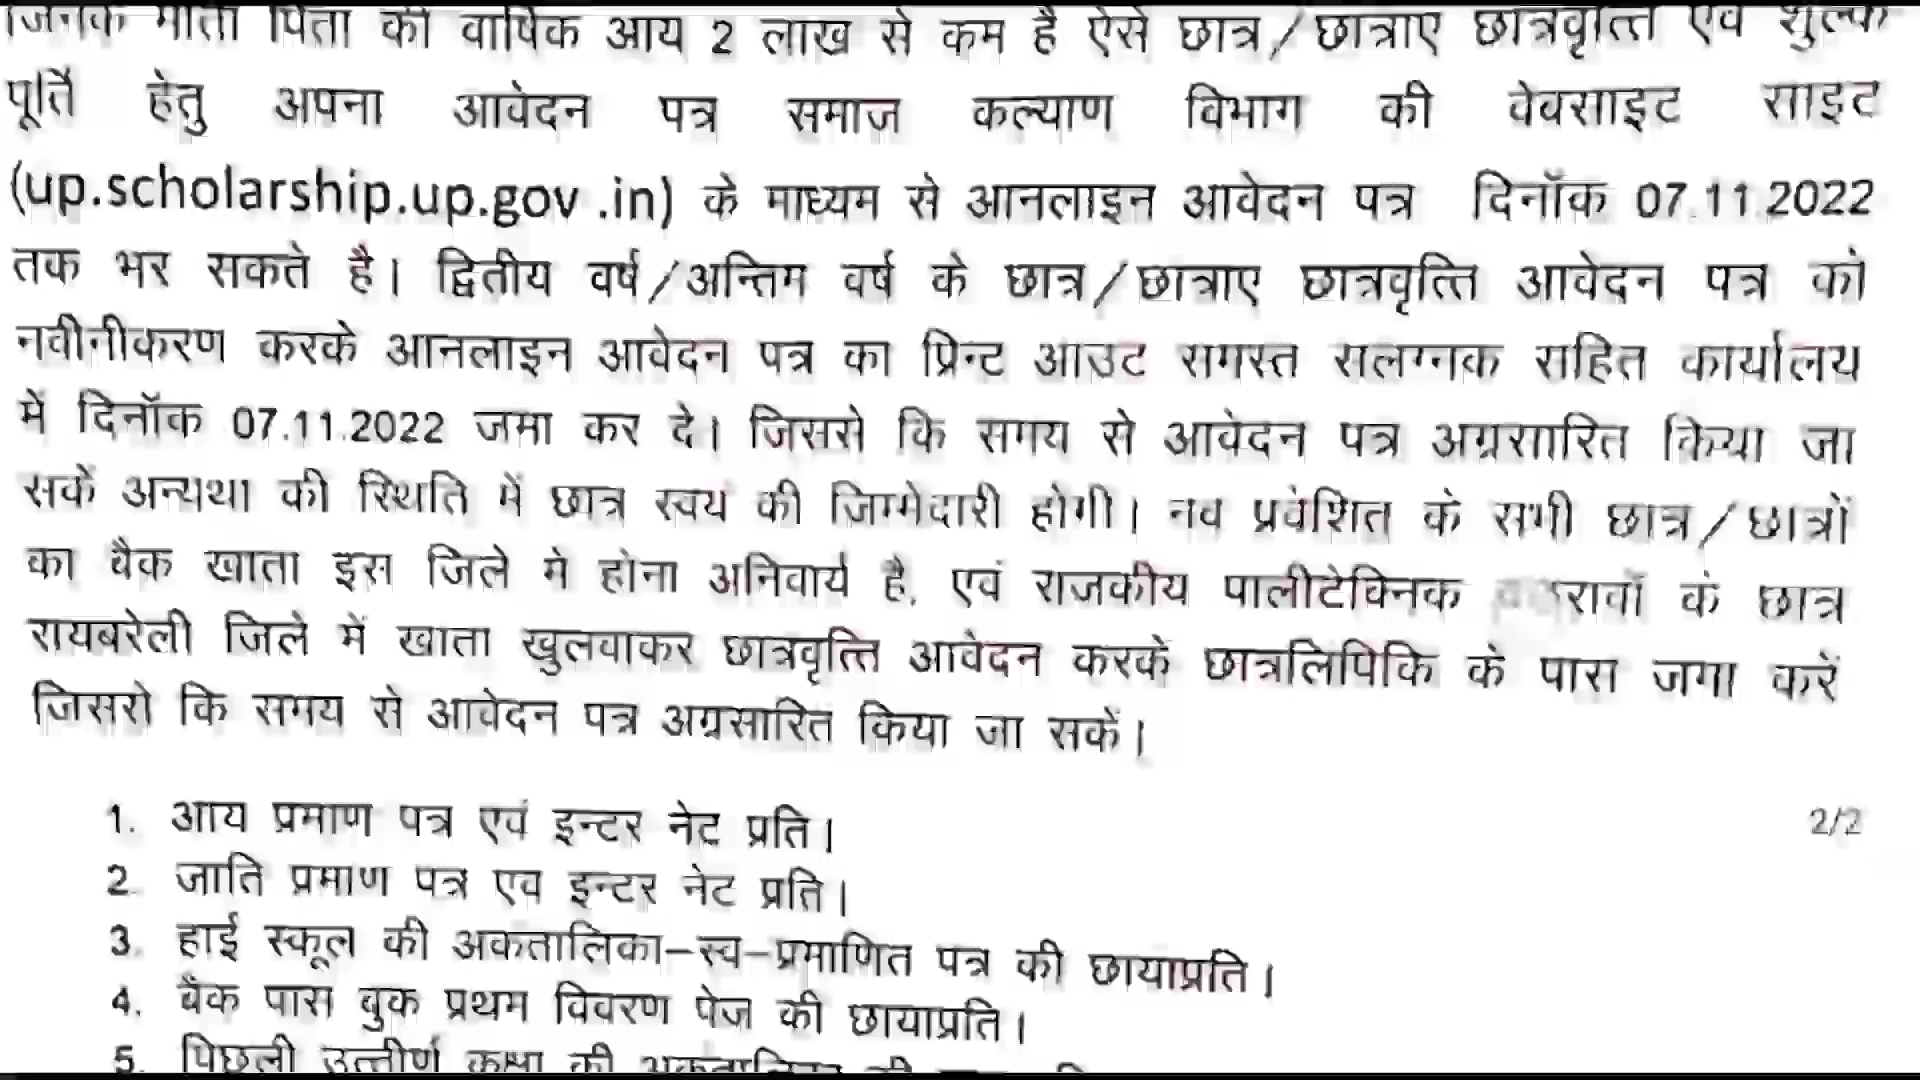 जिनके माता पिता की वार्षिक आय 2 लाख से कम है ऐसे छात्र/छात्राए छात्रवृत्ति एवं शुल्क
पूर्ति हेतु अपना आवेदन पत्र समाज कल्याण विभाग की वेवसाइट साइट
(up.scholarship.up.gov .in) के माध्यम से आनलाइन आवेदन पत्र दिनॉक 07.11.2022
तक भर सकते है। द्वितीय वर्ष/अन्तिम वर्ष के छात्र/छात्राए छात्रवृत्ति आवेदन पत्र को
नवीनीकरण करके आनलाइन आवेदन पत्र का प्रिन्ट आउट समस्त सलग्नक सहित कार्यालय
में दिनॉक 07.11.2022 जमा कर दे। जिससे कि समय से आवेदन पत्र अग्रसारित किया जा
सकें अन्यथा की स्थिति में छात्र स्वय की जिम्मेदारी होगी। नव प्रवेशित के सभी छात्र/छात्रों
का बैक खाता इस जिले मे होना अनिवार्य है, एवं राजकीय पालीटेक्निक के छात्र
रायबरेली जिले में खाता खुलवाकर छात्रवृत्ति आवेदन करके छात्रलिपिकि के पास जमा करें
जिससे कि समय से आवेदन पत्र अग्रसारित किया जा सकें।
1. आय प्रमाण पत्र एवं इन्टर नेट प्रति।
2/2
2. जाति प्रमाण पत्र एव इन्टर नेट प्रति।
3. हाई स्कूल की अकतालिका–स्व–प्रमाणित पत्र की छायाप्रति।
4. बैंक पास बुक प्रथम विवरण पेज की छायाप्रति।
5. पिछली उत्तीर्ण कक्षा की